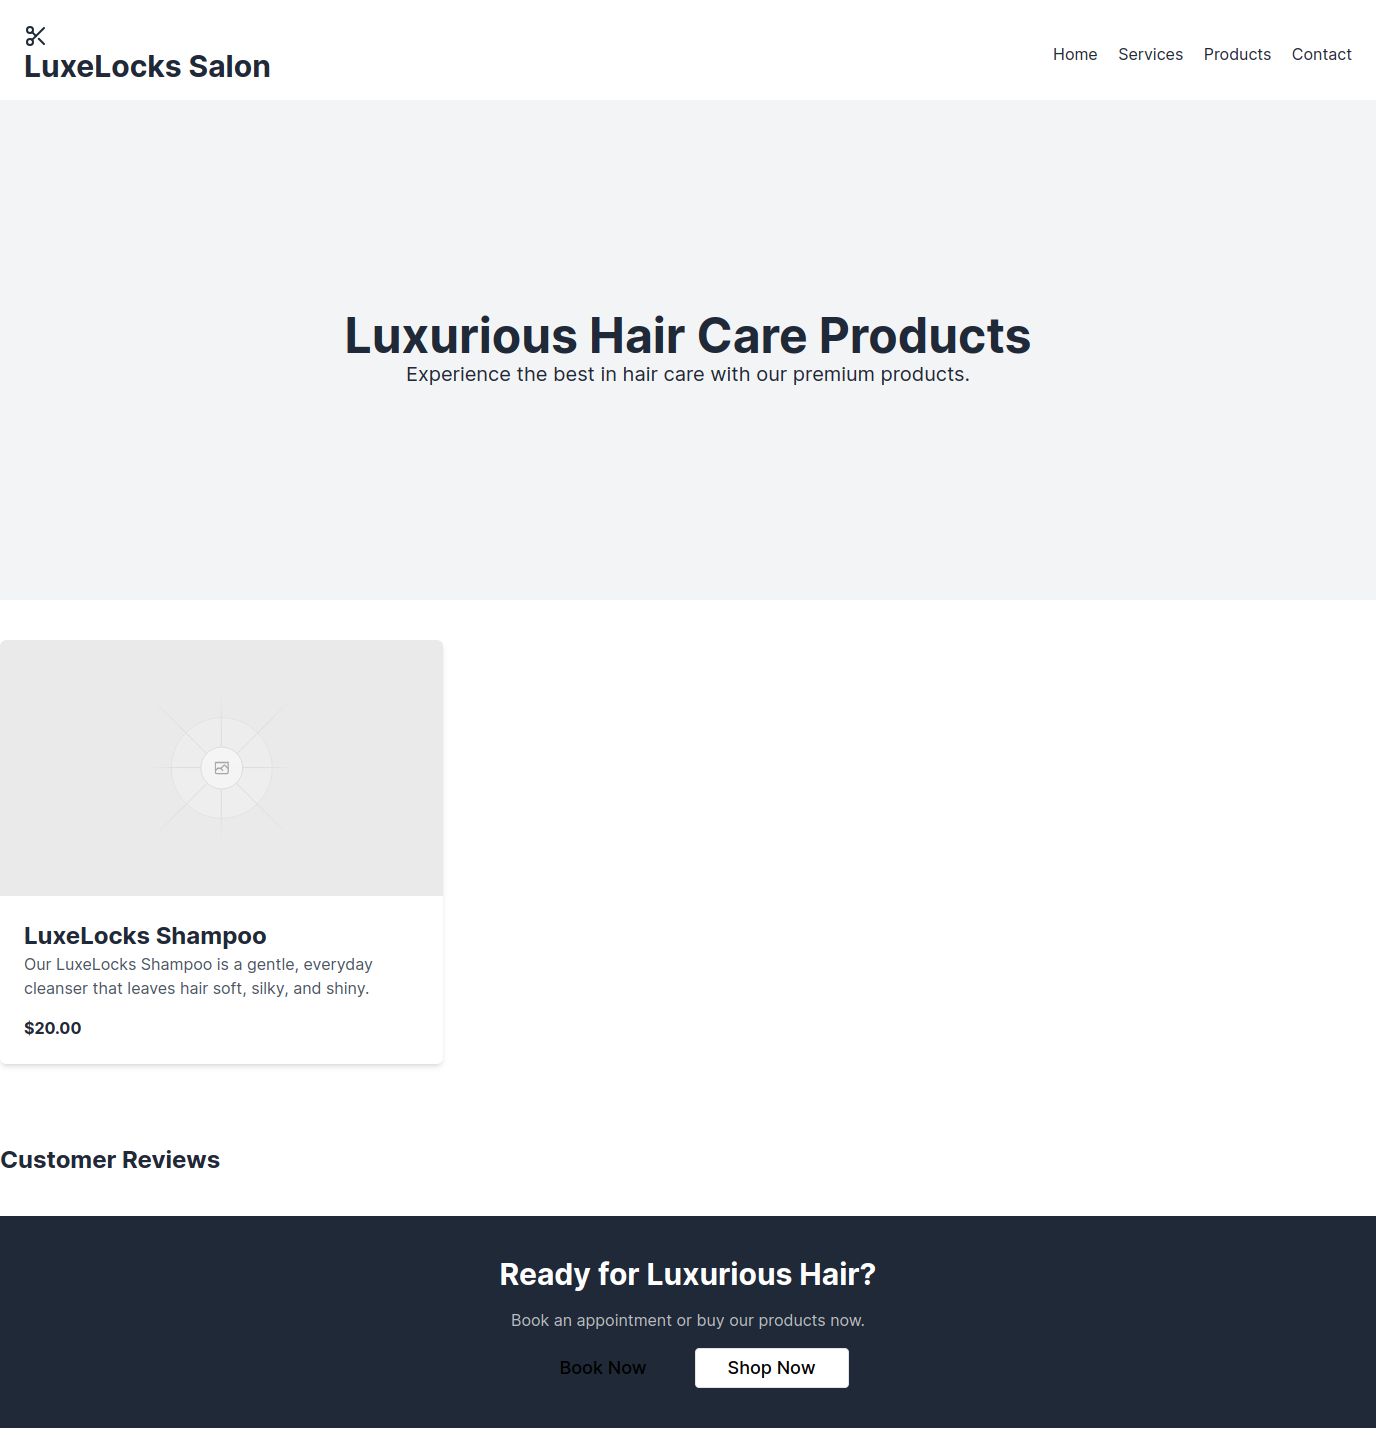 LuxeLocks Salon
Home Services Products Contact
Luxurious Hair Care Products
Experience the best in hair care with our premium products.
LuxeLocks Shampoo
Our LuxeLocks Shampoo is a gentle, everyday
cleanser that leaves hair soft, silky, and shiny.
$20.00
Customer Reviews
Ready for Luxurious Hair?
Book an appointment or buy our products now.
Book Now Shop Now